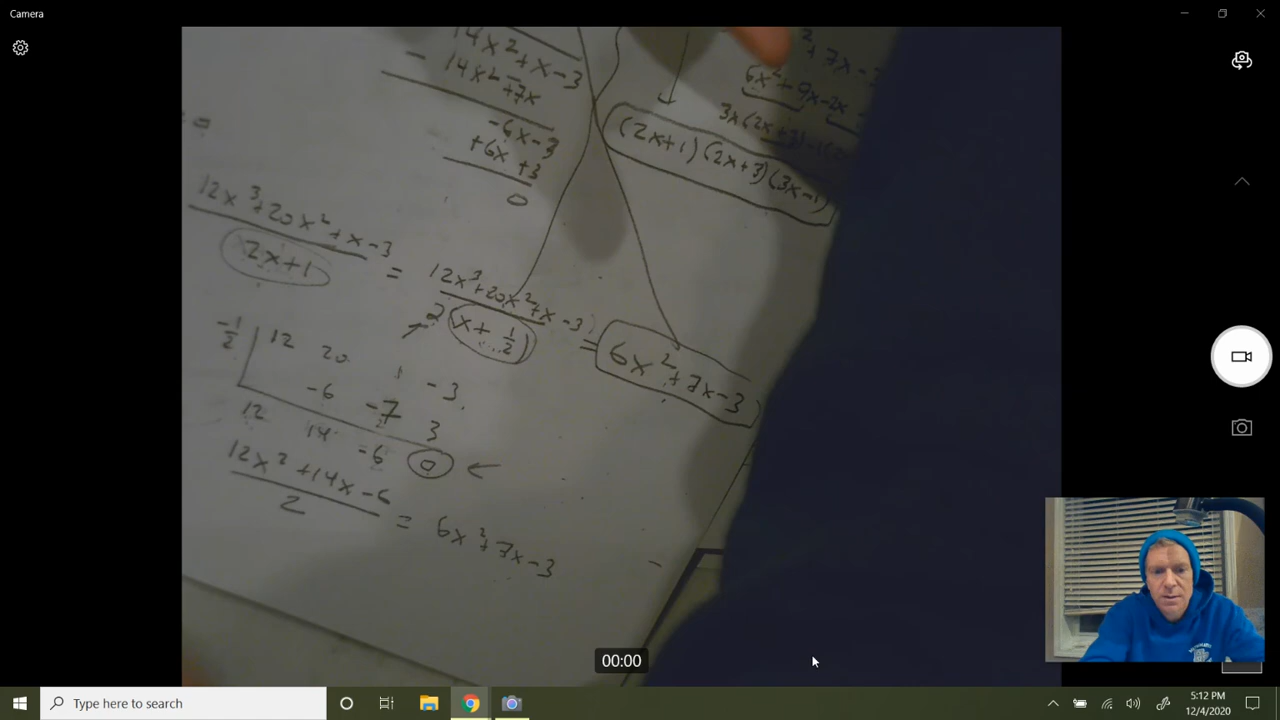 Camera
14x² + x - 3
- 14x² + 7x
-6x - 3
+6x + 3
0
² + 7x -
6x² + 9x - 2x
3x(2x+3)
(2x+1)(2x+3)(3x-1)
12x³ + 20x² + x - 3
2x+1
=
12x³ + 20x² + x - 3
2(x + 1/2)
= 6x² + 7x - 3
-1/2 12 20 1 -3
-6 -7 3
12 14 -6 0 ←
12x² + 14x - 6
2
= 6x² + 7x - 3
00:00
Type here to search
5:12 PM
12/4/2020